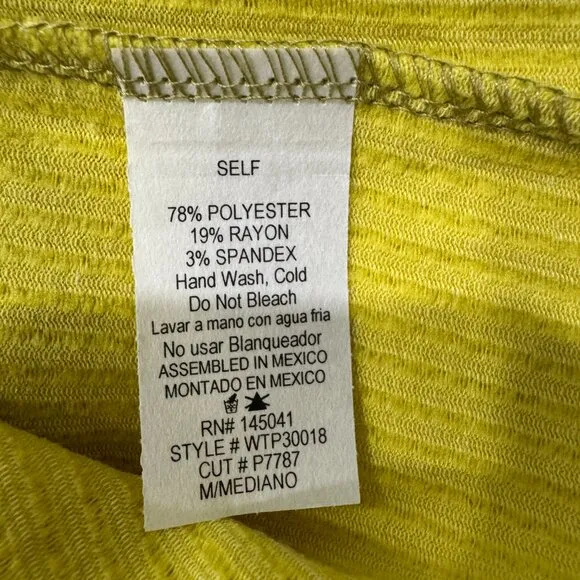 SELF
78% POLYESTER
19% RAYON
3% SPANDEX
Hand Wash, Cold
Do Not Bleach
Lavar a mano con agua fria
No usar Blanqueador
ASSEMBLED IN MEXICO
MONTADO EN MEXICO
RN# 145041
STYLE # WTP30018
CUT # P7787
M/MEDIANO